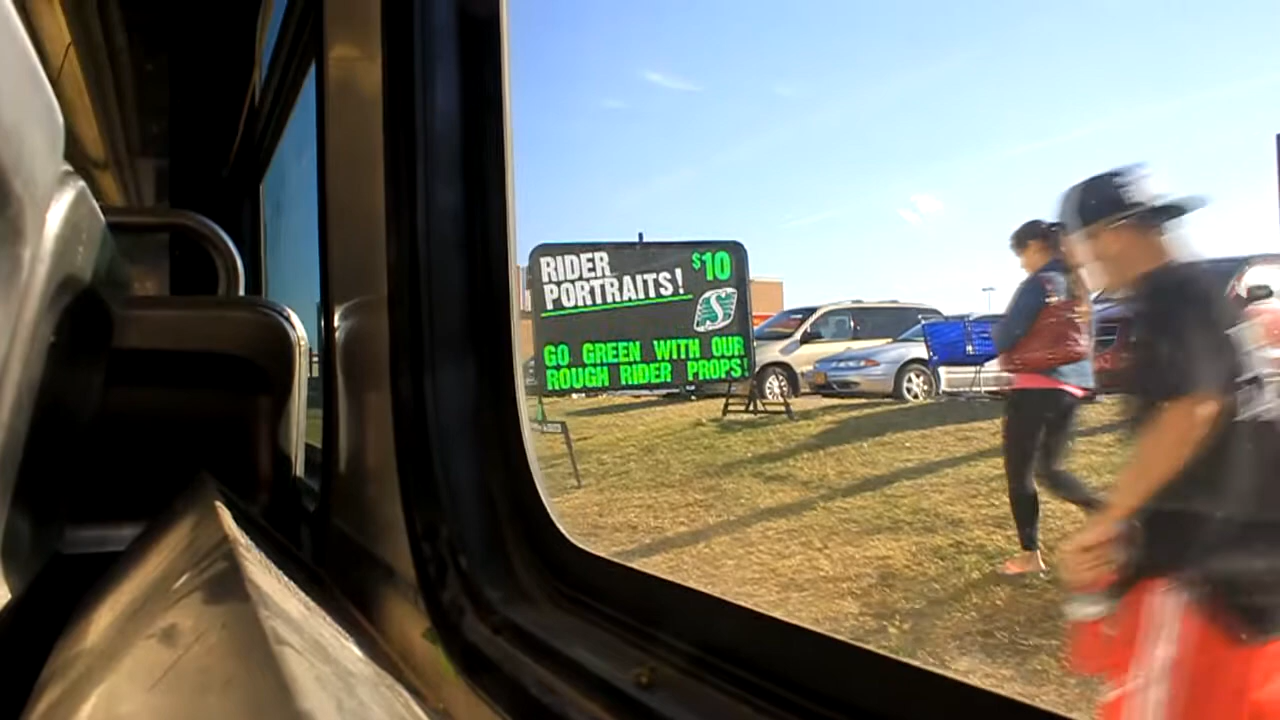 RIDER
PORTRAITS!
$10
S
GO GREEN WITH OUR
ROUGH RIDER PROPS!